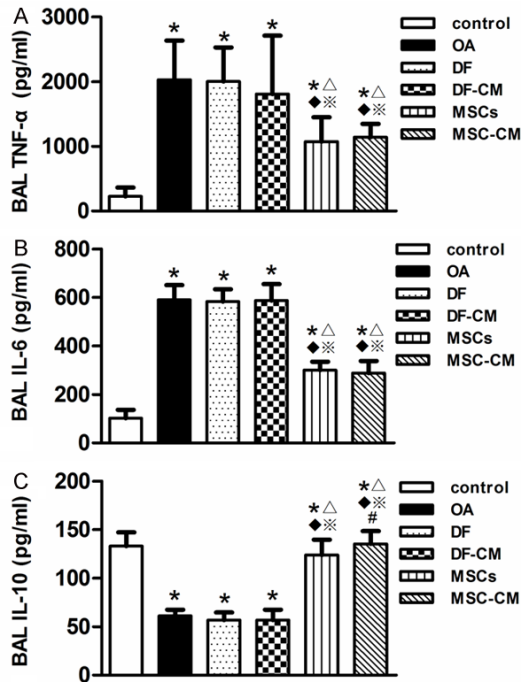 A
BAL TNF-α (pg/ml)
3000
2000
1000
0
* * *
*△ *△
◆※ ◆※
control
OA
DF
DF-CM
MSCs
MSC-CM
B
BAL IL-6 (pg/ml)
800
600
400
200
0
* * *
*△ *△
◆※ ◆※
control
OA
DF
DF-CM
MSCs
MSC-CM
C
BAL IL-10 (pg/ml)
200
150
100
50
0
* * *
*△ *△
◆※ ◆※
#
control
OA
DF
DF-CM
MSCs
MSC-CM